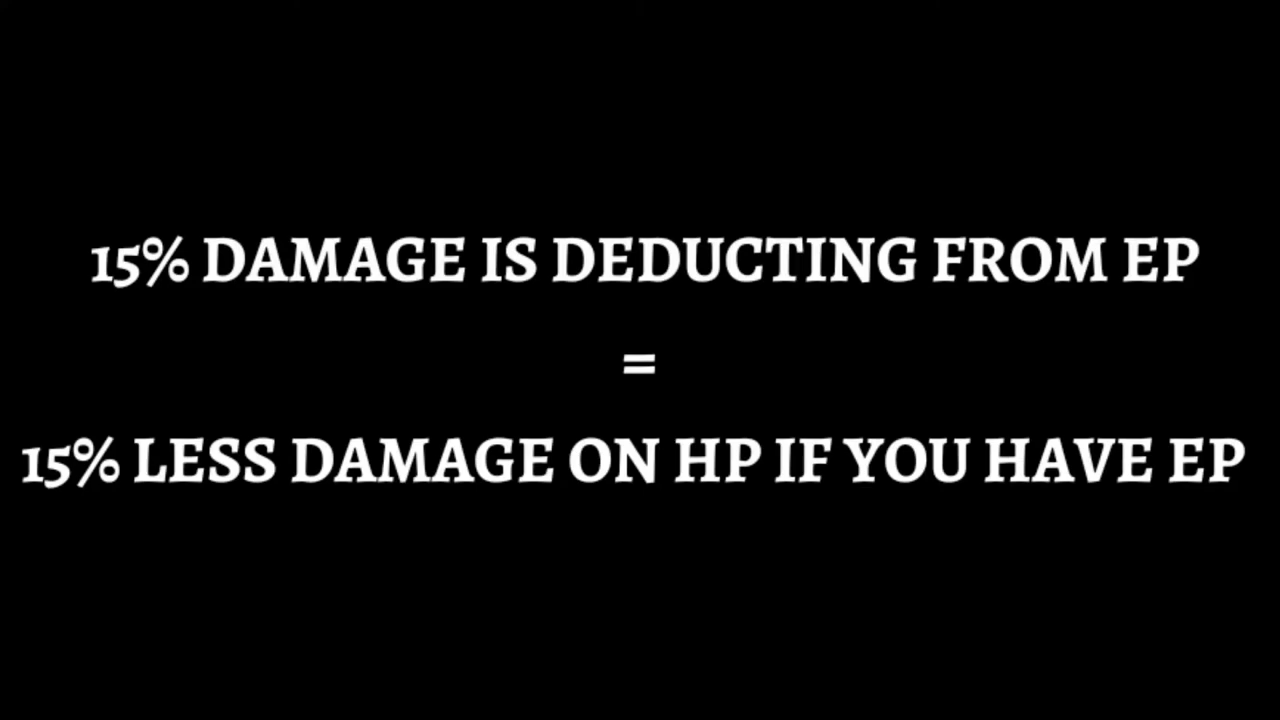 15% DAMAGE IS DEDUCTING FROM EP
=
15% LESS DAMAGE ON HP IF YOU HAVE EP